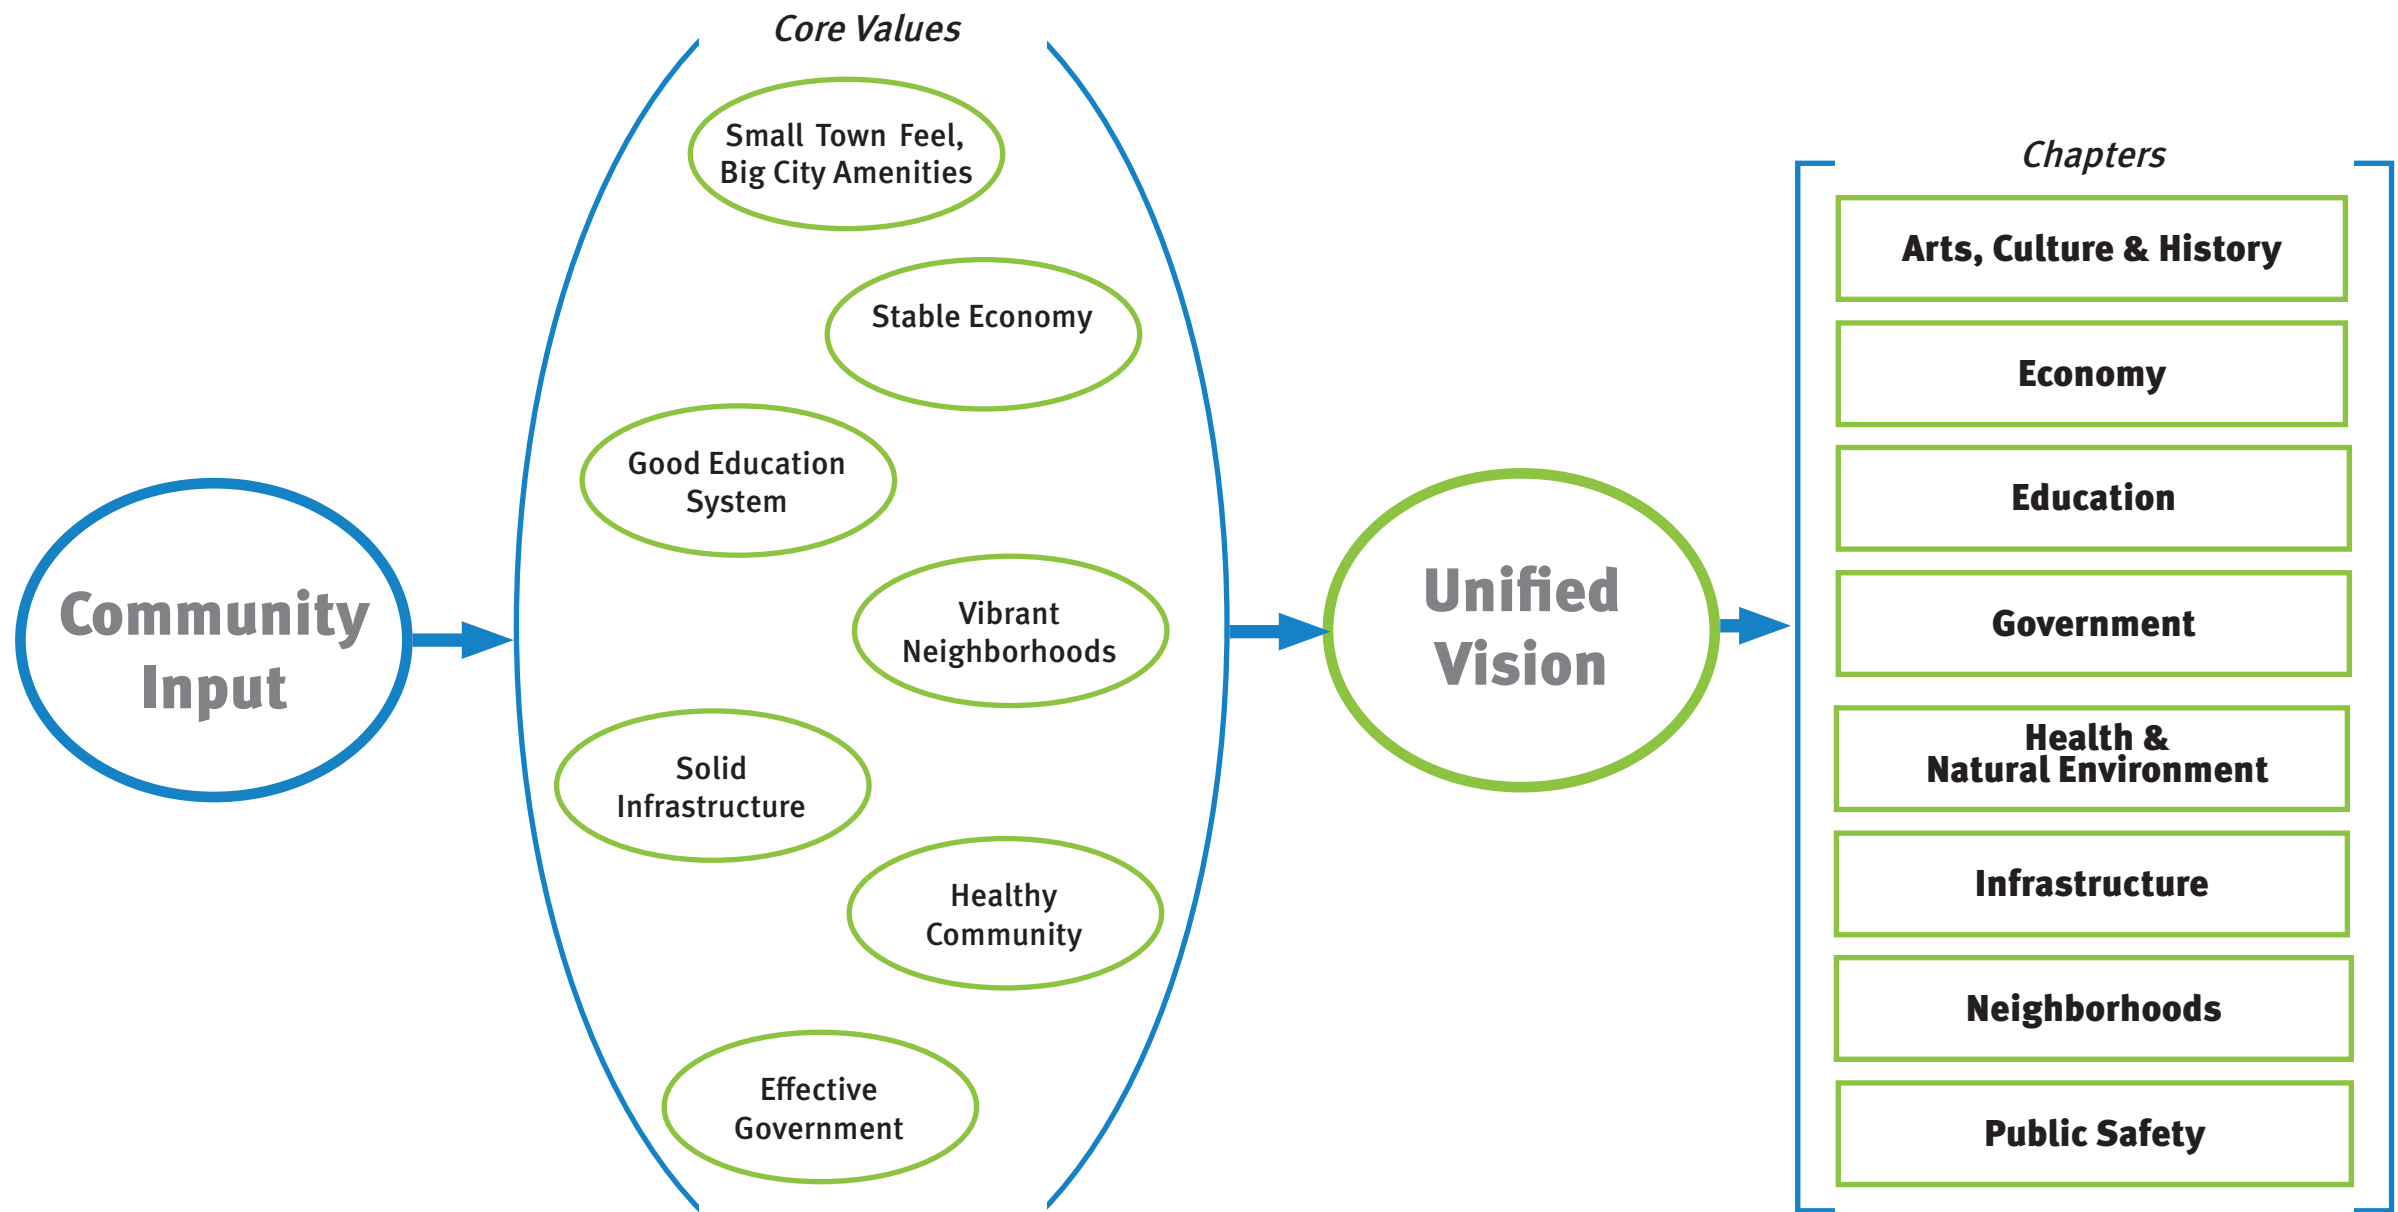 Core Values
Small Town Feel,
Big City Amenities
Stable Economy
Good Education
System
Vibrant
Neighborhoods
Solid
Infrastructure
Healthy
Community
Effective
Government
Community
Input
Unified
Vision
Chapters
Arts, Culture & History
Economy
Education
Government
Health &
Natural Environment
Infrastructure
Neighborhoods
Public Safety